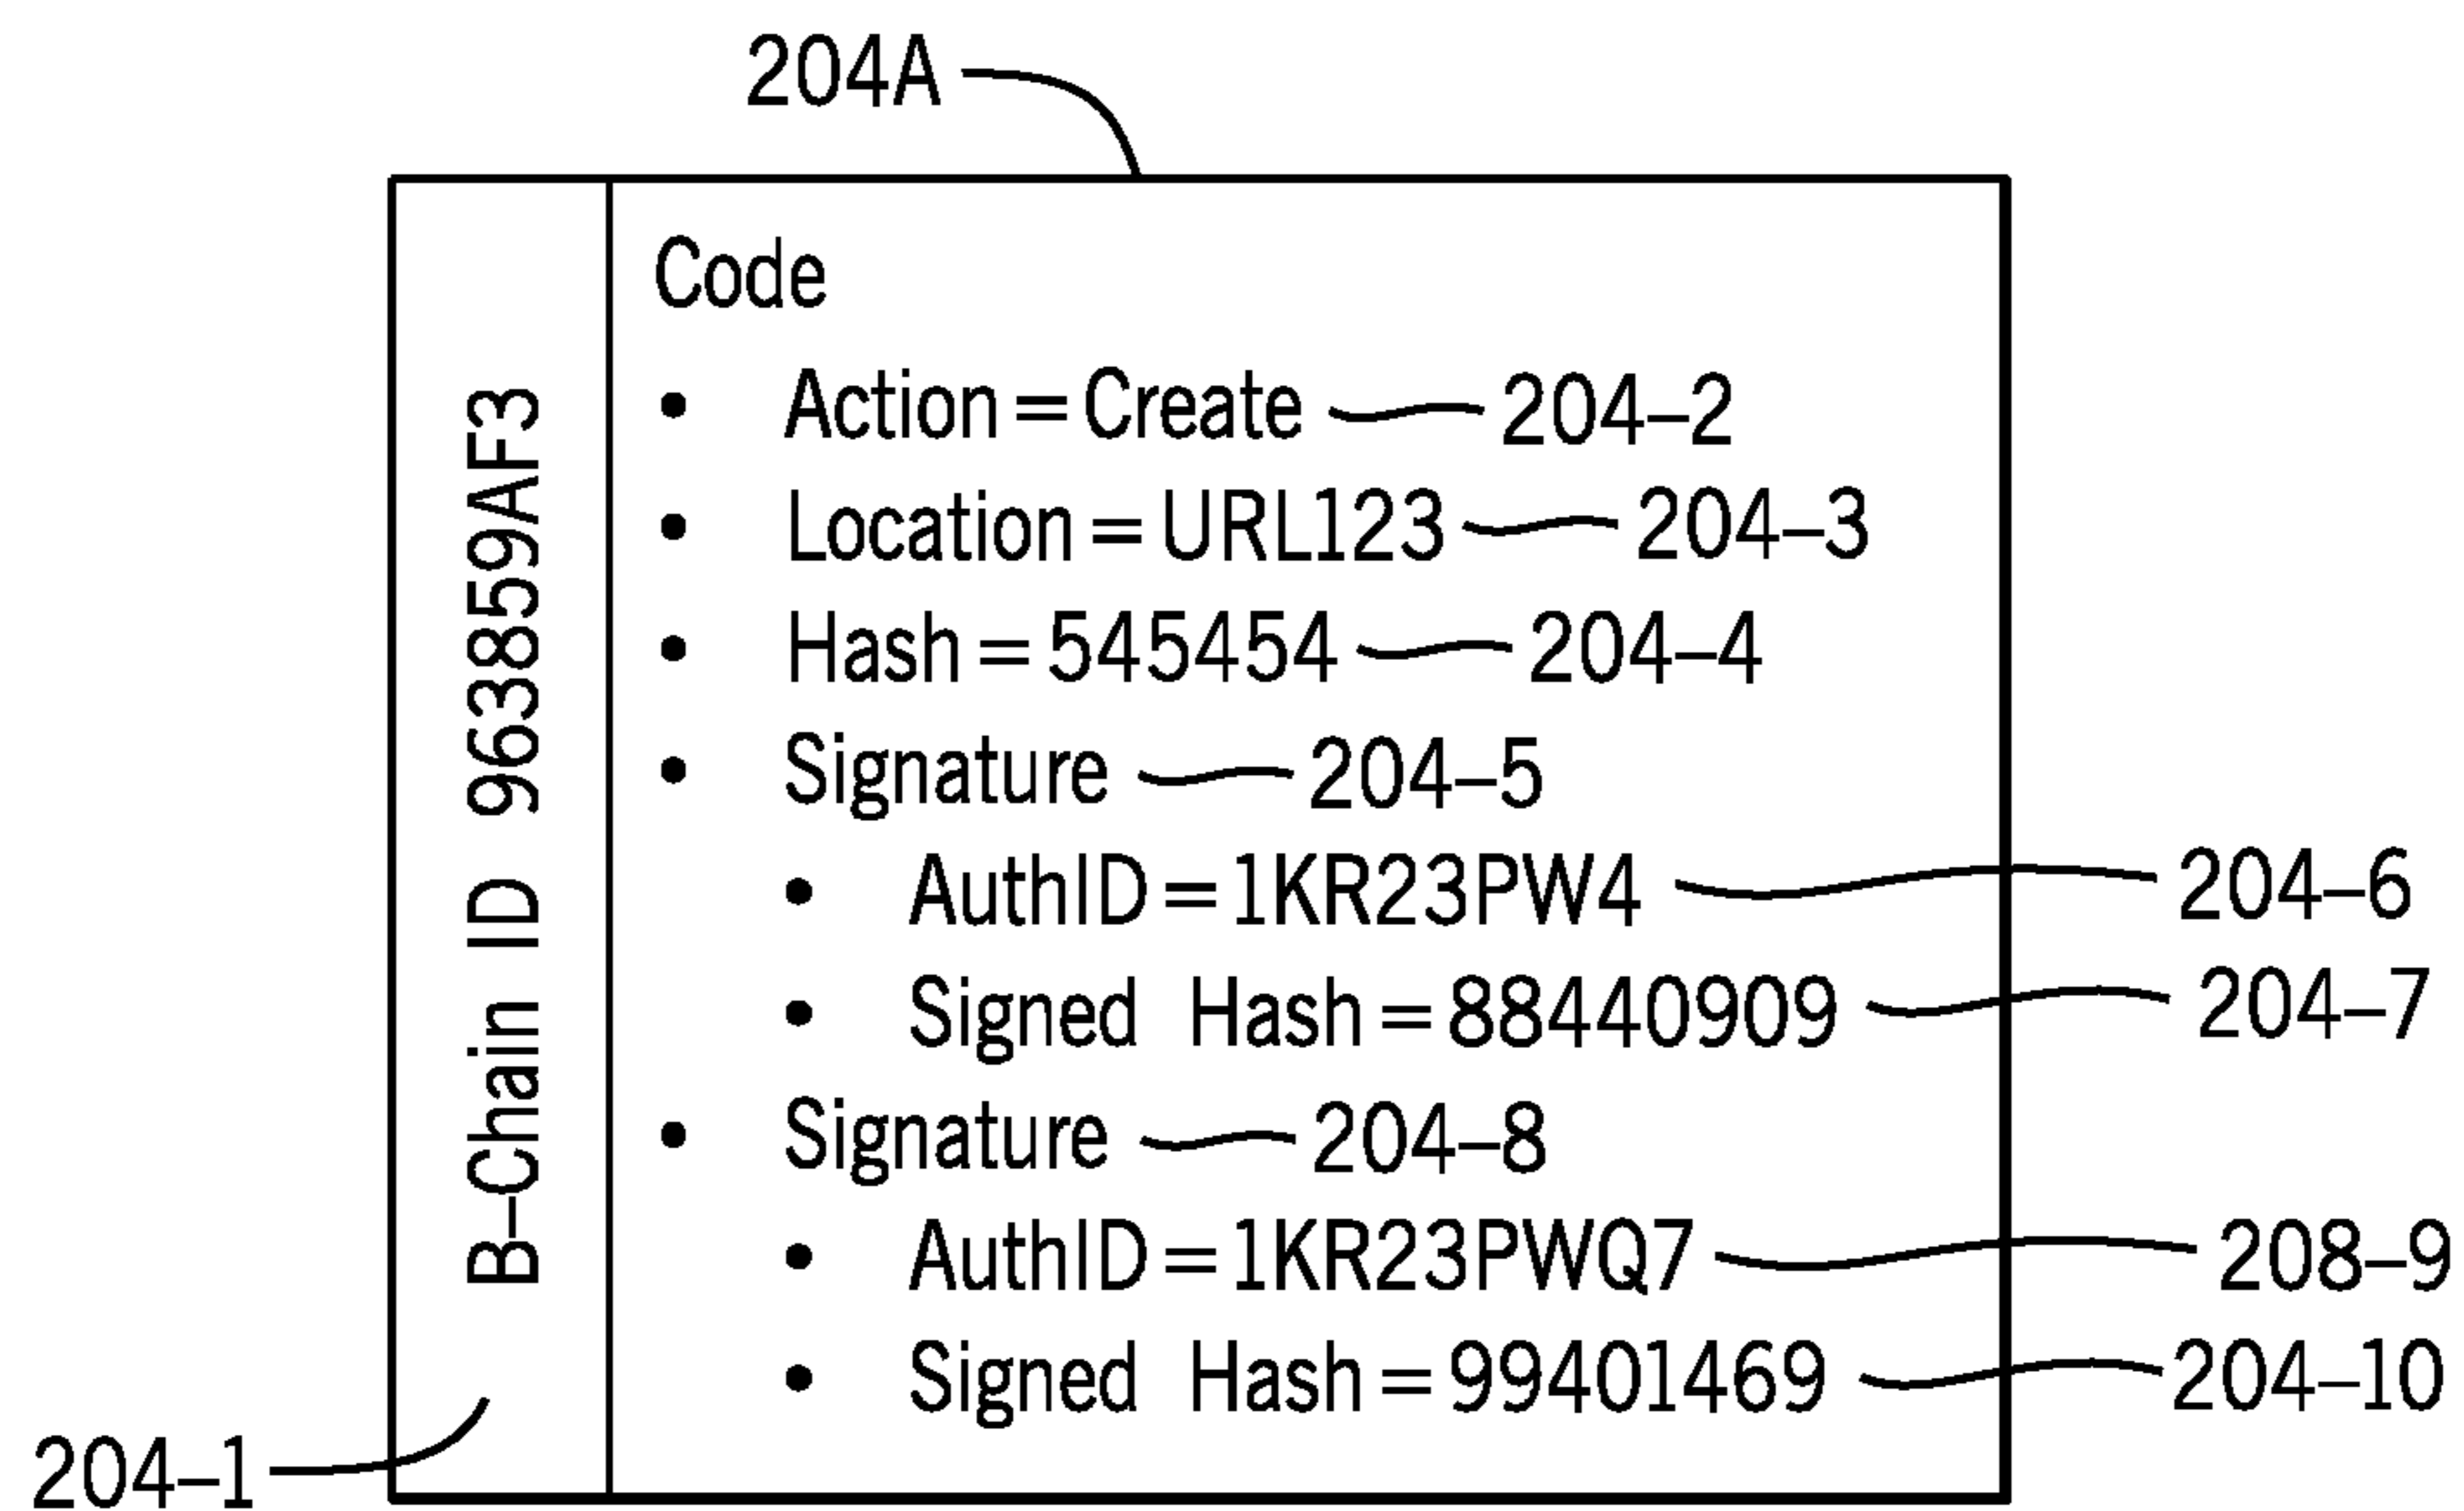 204A
B-Chain ID 963859AF3
204-1
Code
• Action=Create 204-2
• Location=URL123 204-3
• Hash=545454 204-4
• Signature 204-5
• AuthID=1KR23PW4 204-6
• Signed Hash=88440909 204-7
• Signature 204-8
• AuthID=1KR23PWQ7 208-9
• Signed Hash=99401469 204-10